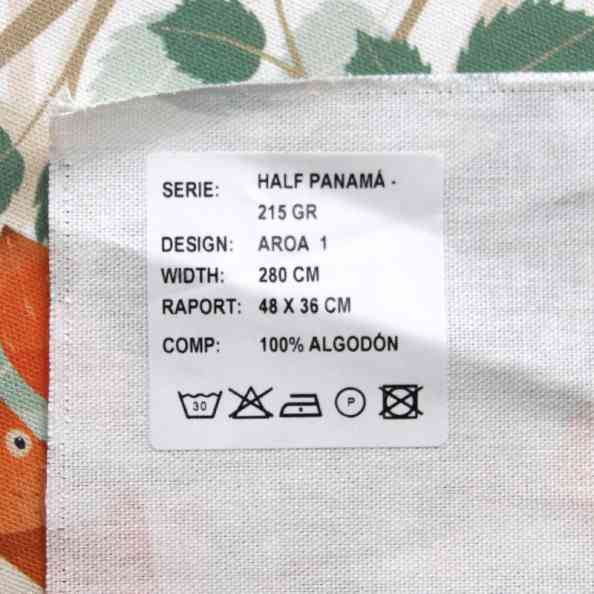 SERIE: HALF PANAMÁ -
215 GR
DESIGN: AROA 1
WIDTH: 280 CM
RAPORT: 48 X 36 CM
COMP: 100% ALGODÓN
30 P